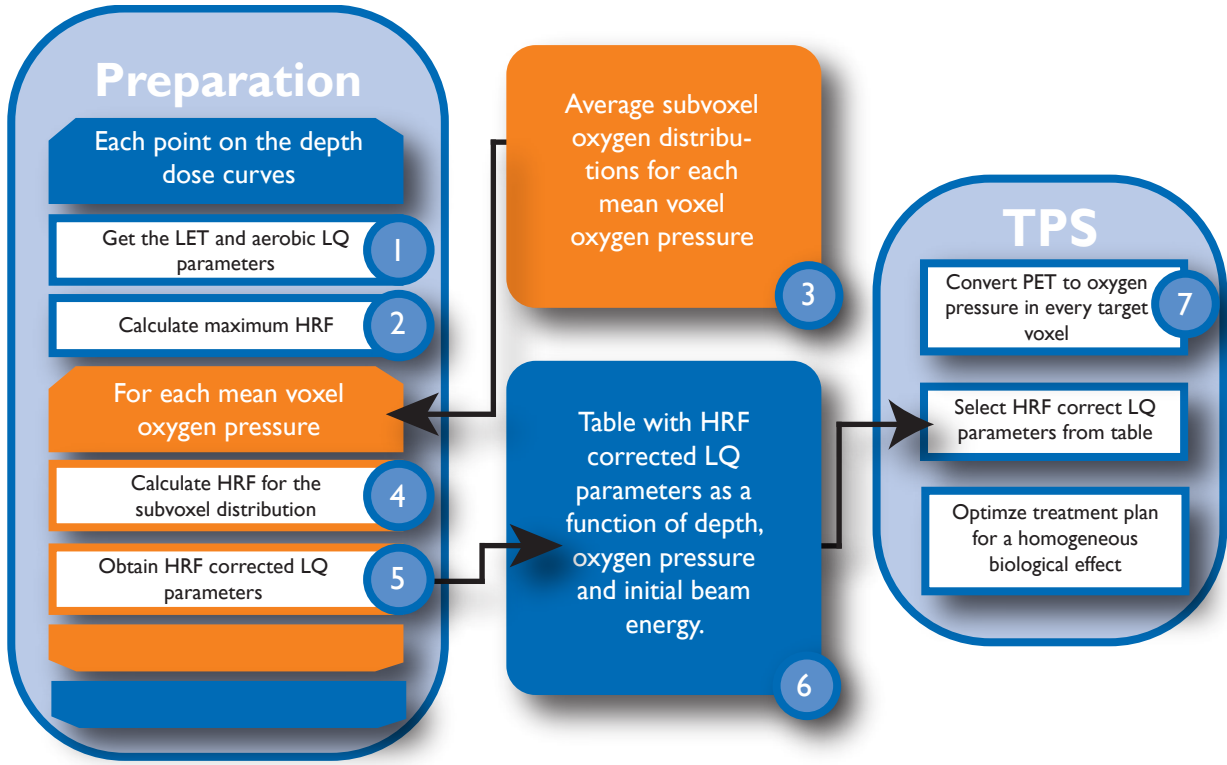 Preparation
Each point on the depth
dose curves
Get the LET and aerobic LQ
parameters
1
Calculate maximum HRF
2
For each mean voxel
oxygen pressure
Calculate HRF for the
subvoxel distribution
4
Obtain HRF corrected LQ
parameters
5
Average subvoxel
oxygen distribu-
tions for each
mean voxel
oxygen pressure
3
Table with HRF
corrected LQ
parameters as a
function of depth,
oxygen pressure
and initial beam
energy.
6
TPS
Convert PET to oxygen
pressure in every target
voxel
7
Select HRF correct LQ
parameters from table
Optimze treatment plan
for a homogeneous
biological effect